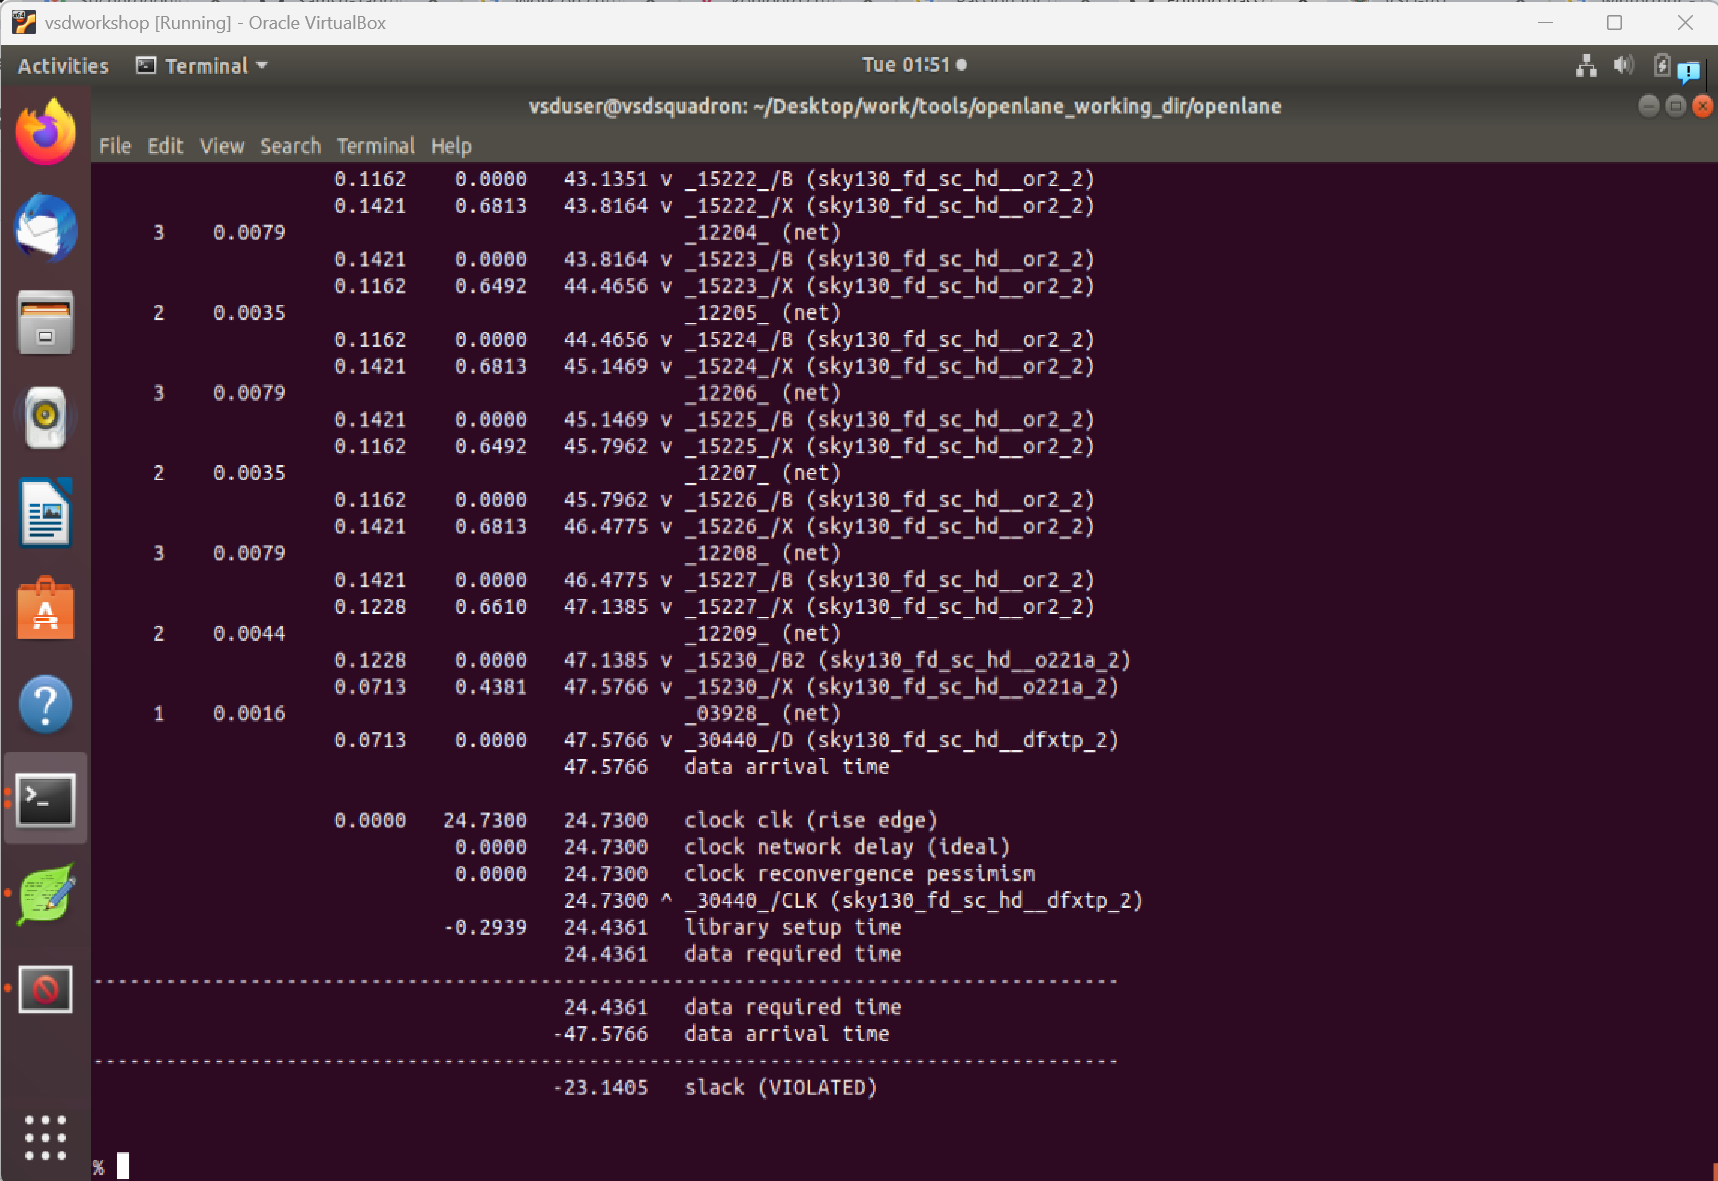 vsdworkshop [Running] - Oracle VirtualBox
Activities Terminal Tue 01:51
vsduser@vsdsquadron: ~/Desktop/work/tools/openlane_working_dir/openlane
File Edit View Search Terminal Help
0.1162 0.0000 43.1351 v _15222_/B (sky130_fd_sc_hd__or2_2)
0.1421 0.6813 43.8164 v _15222_/X (sky130_fd_sc_hd__or2_2)
3 0.0079 _12204_ (net)
0.1421 0.0000 43.8164 v _15223_/B (sky130_fd_sc_hd__or2_2)
0.1162 0.6492 44.4656 v _15223_/X (sky130_fd_sc_hd__or2_2)
2 0.0035 _12205_ (net)
0.1162 0.0000 44.4656 v _15224_/B (sky130_fd_sc_hd__or2_2)
0.1421 0.6813 45.1469 v _15224_/X (sky130_fd_sc_hd__or2_2)
3 0.0079 _12206_ (net)
0.1421 0.0000 45.1469 v _15225_/B (sky130_fd_sc_hd__or2_2)
0.1162 0.6492 45.7962 v _15225_/X (sky130_fd_sc_hd__or2_2)
2 0.0035 _12207_ (net)
0.1162 0.0000 45.7962 v _15226_/B (sky130_fd_sc_hd__or2_2)
0.1421 0.6813 46.4775 v _15226_/X (sky130_fd_sc_hd__or2_2)
3 0.0079 _12208_ (net)
0.1421 0.0000 46.4775 v _15227_/B (sky130_fd_sc_hd__or2_2)
0.1228 0.6610 47.1385 v _15227_/X (sky130_fd_sc_hd__or2_2)
2 0.0044 _12209_ (net)
0.1228 0.0000 47.1385 v _15230_/B2 (sky130_fd_sc_hd__o221a_2)
0.0713 0.4381 47.5766 v _15230_/X (sky130_fd_sc_hd__o221a_2)
1 0.0016 _03928_ (net)
0.0713 0.0000 47.5766 v _30440_/D (sky130_fd_sc_hd__dfxtp_2)
47.5766 data arrival time
0.0000 24.7300 24.7300 clock clk (rise edge)
0.0000 24.7300 clock network delay (ideal)
0.0000 24.7300 clock reconvergence pessimism
24.7300 ^ _30440_/CLK (sky130_fd_sc_hd__dfxtp_2)
-0.2939 24.4361 library setup time
24.4361 data required time
-------------------------------------------------------------------------------------
24.4361 data required time
-47.5766 data arrival time
-------------------------------------------------------------------------------------
-23.1405 slack (VIOLATED)
%